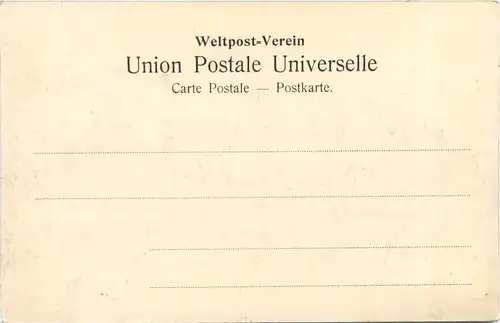 Weltpost-Verein
Union Postale Universelle
Carte Postale — Postkarte.